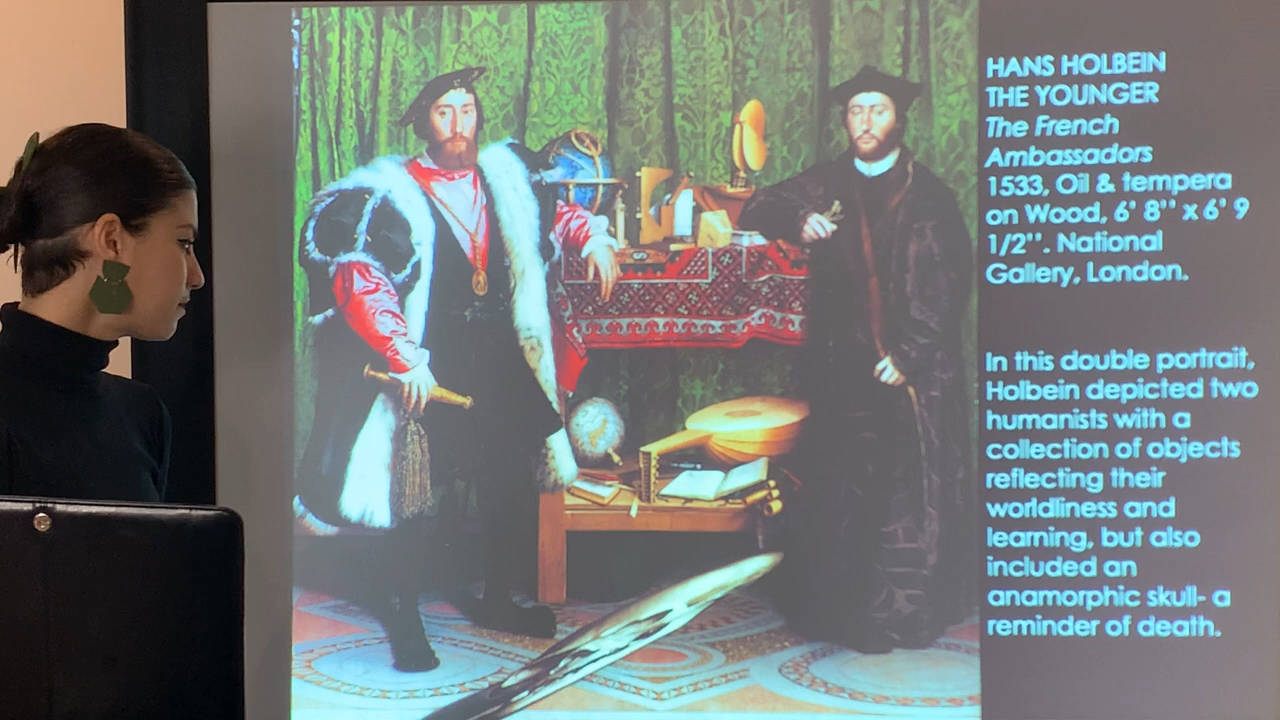 HANS HOLBEIN
THE YOUNGER
The French
Ambassadors
1533, Oil & tempera
on Wood, 6' 8'' x 6' 9
1/2''. National
Gallery, London.
In this double portrait,
Holbein depicted two
humanists with a
collection of objects
reflecting their
worldliness and
learning, but also
included an
anamorphic skull- a
reminder of death.